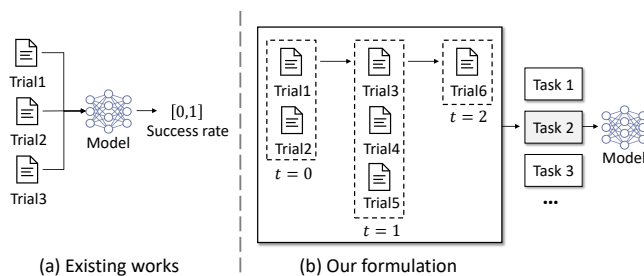 Trial1
Trial2
Trial3
Model
[0,1]
Success rate
(a) Existing works
Trial1
Trial2
t = 0
Trial3
Trial4
Trial5
t = 1
Trial6
t = 2
Task 1
Task 2
Task 3
...
Model
(b) Our formulation